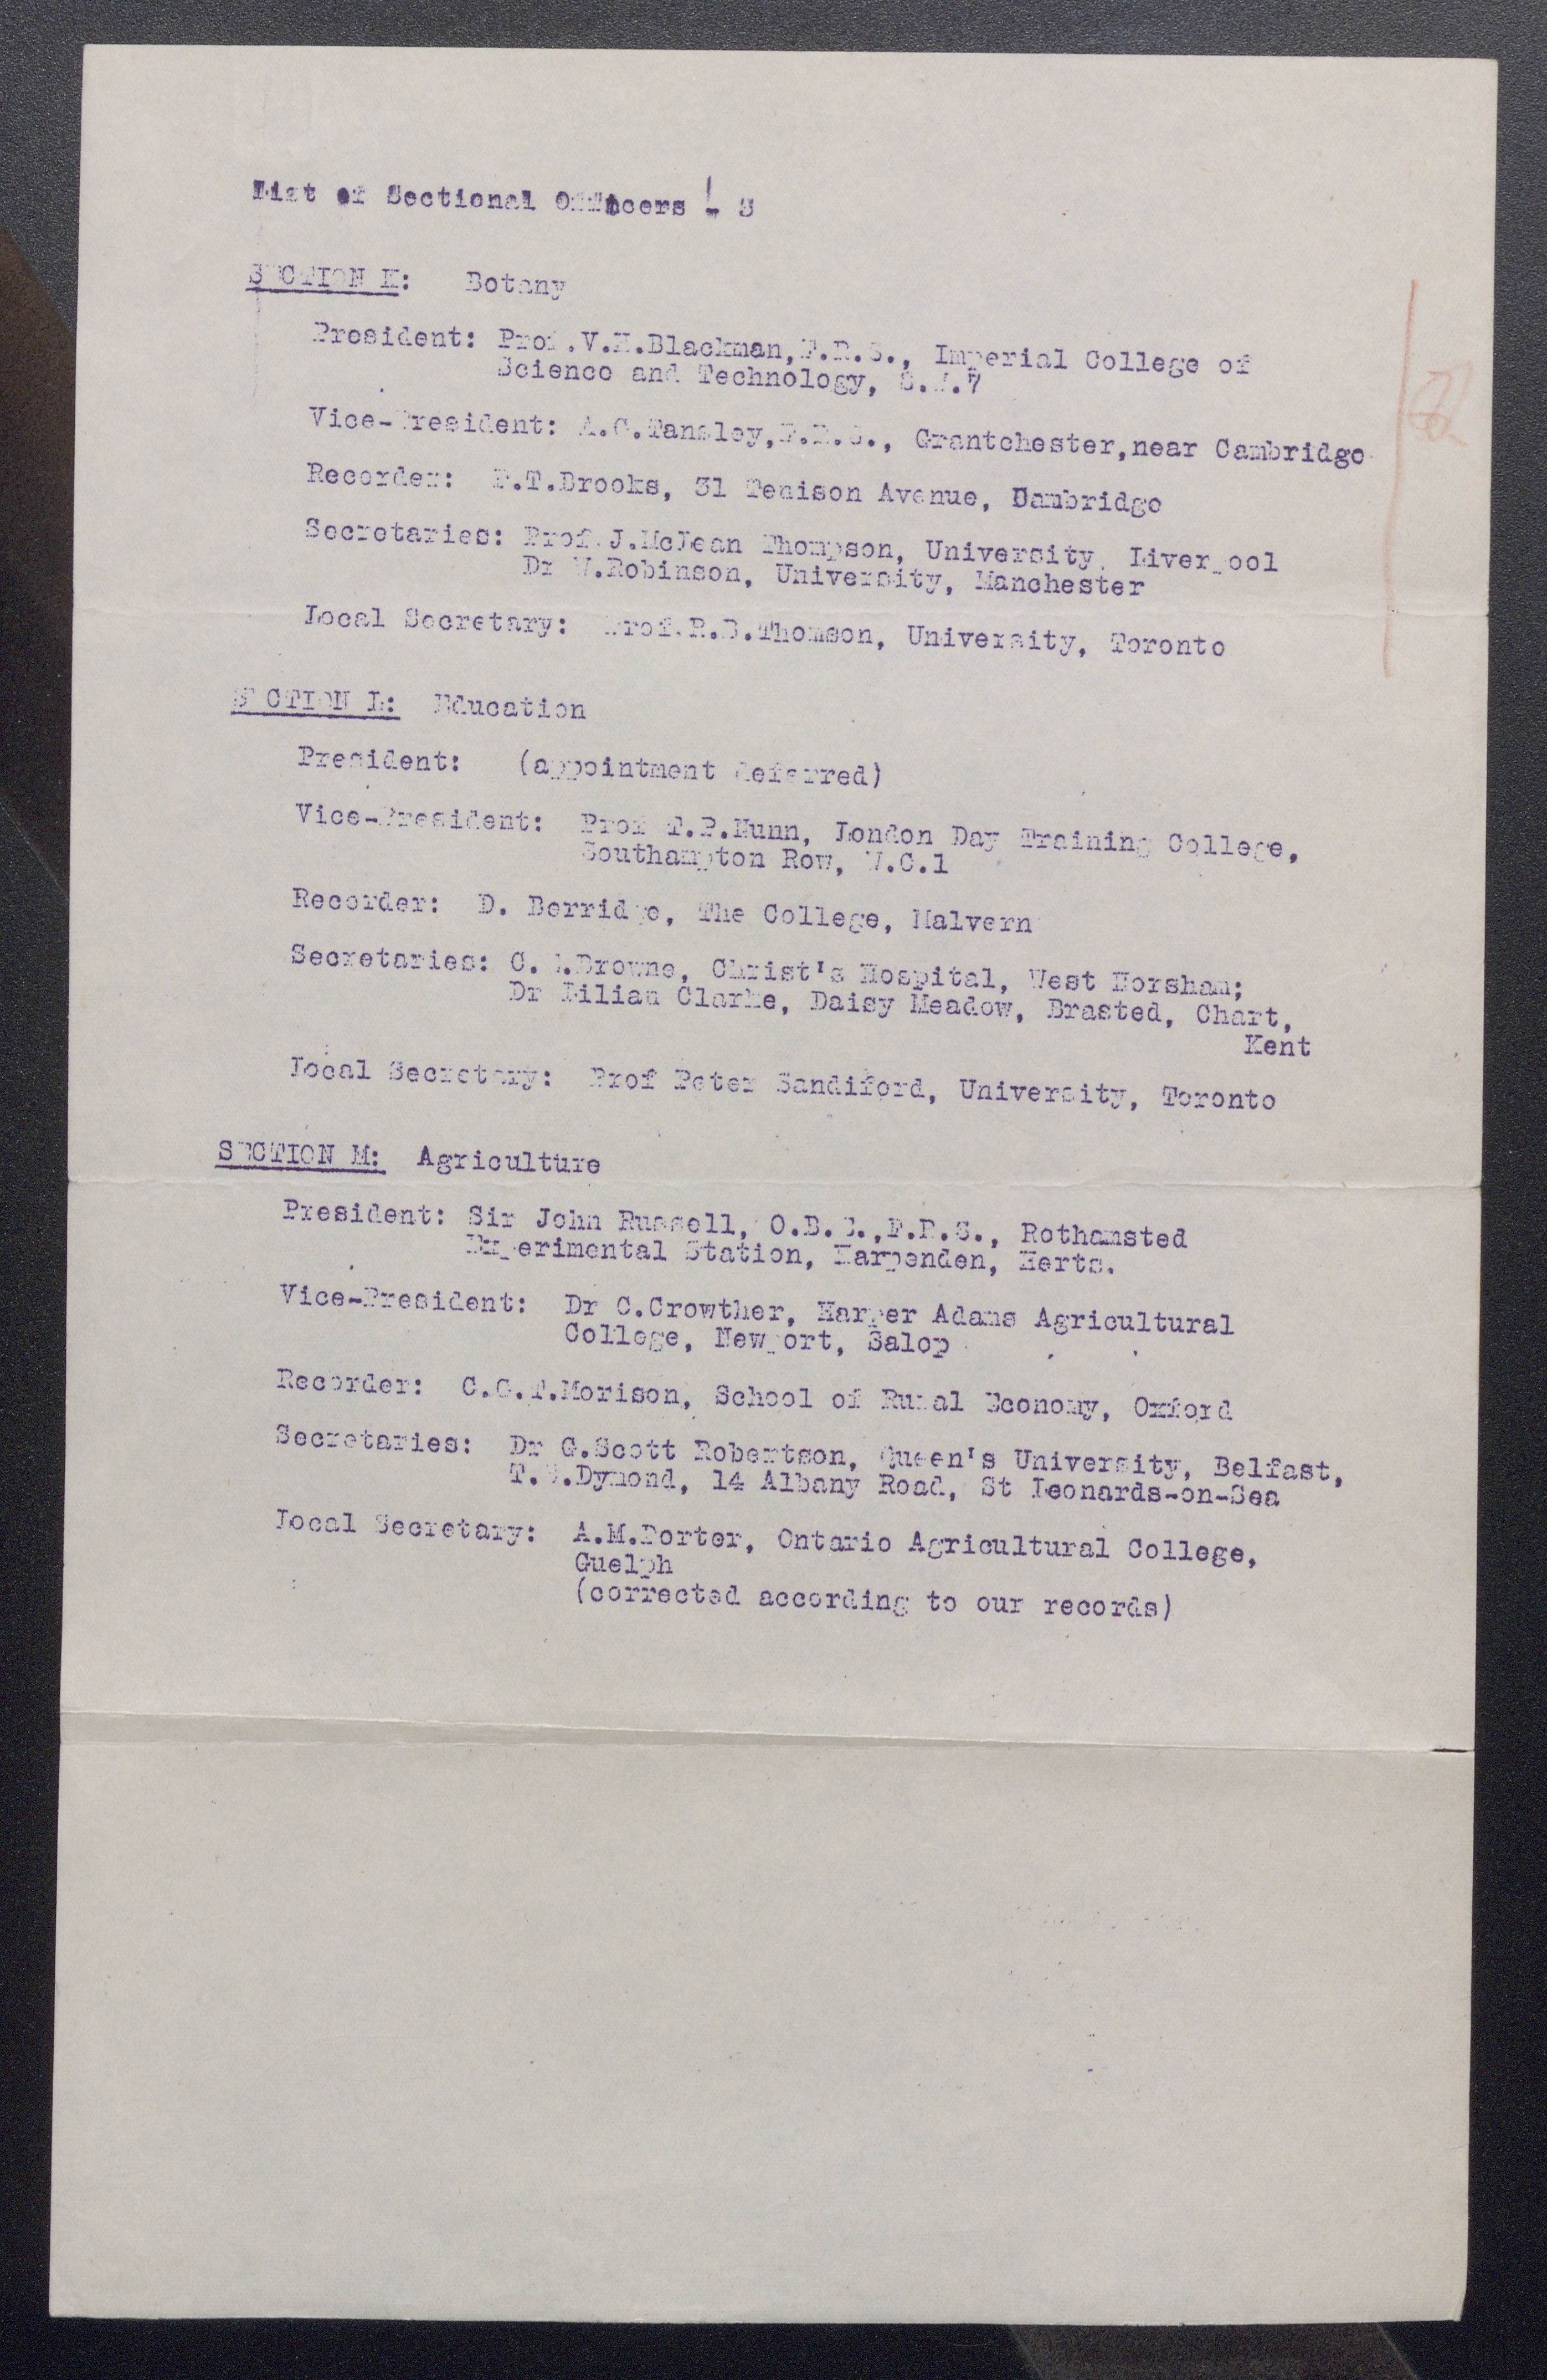 List of Sectional Officers - 3
SECTION K: Botany
President: Prof.V.H.Blackman,F.R.S., Imperial College of
Science and Technology, S.W.7
Vice-President: A.G.Tansley,F.R.S., Grantchester,near Cambridge
Recorder: F.T.Brooks, 31 Tenison Avenue, Cambridge
Secretaries: Prof.J.McLean Thompson, University, Liverpool
Dr W.Robinson, University, Manchester
Local Secretary: Prof.R.B.Thomson, University, Toronto
SECTION L: Education
President: (appointment deferred)
Vice-President: Prof T.P.Nunn, London Day Training College,
Southampton Row, W.C.1
Recorder: D. Berridge, The College, Malvern
Secretaries: C.E.Browne, Christ's Hospital, West Horsham;
Dr Lilian Clarke, Daisy Meadow, Brasted, Chart,
Kent
Local Secretary: Prof Peter Sandiford, University, Toronto
SECTION M: Agriculture
President: Sir John Russell, O.B.E.,F.R.S., Rothamsted
Experimental Station, Harpenden, Herts.
Vice-President: Dr C.Crowther, Harper Adams Agricultural
College, Newport, Salop
Recorder: C.G.T.Morison, School of Rural Economy, Oxford
Secretaries: Dr G.Scott Robertson, Queen's University, Belfast,
T.S.Dymond, 14 Albany Road, St Leonards-on-Sea
Local Secretary: A.M.Porter, Ontario Agricultural College,
Guelph
(corrected according to our records)